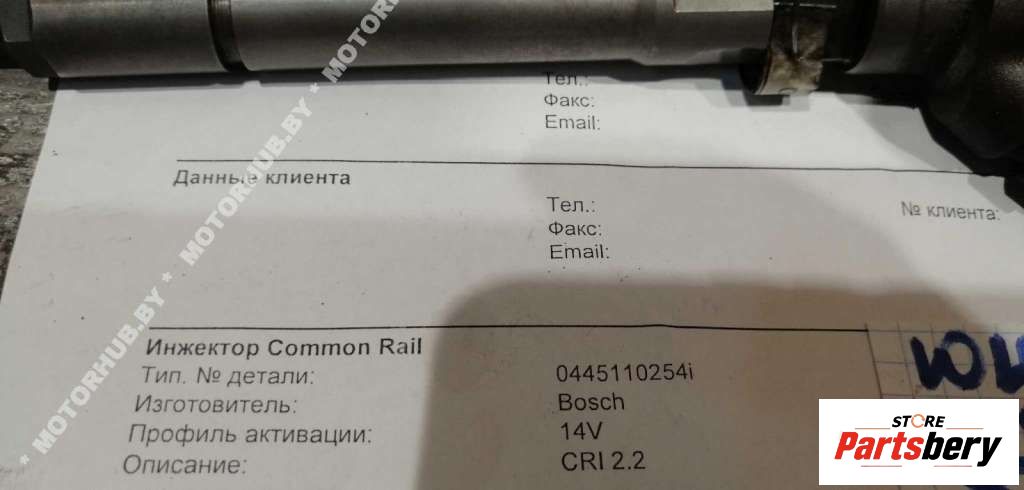 Тел.:
Факс:
Email:
Данные клиента
Тел.:
№ клиента:
Факс:
Email:
Инжектор Common Rail
Тип. № детали: 0445110254i
Изготовитель: Bosch
Профиль активации: 14V
Описание: CRI 2.2
* MOTORHUB.BY * MOTORHUB.BY * MOTORHUB.BY
STORE
Partsbery